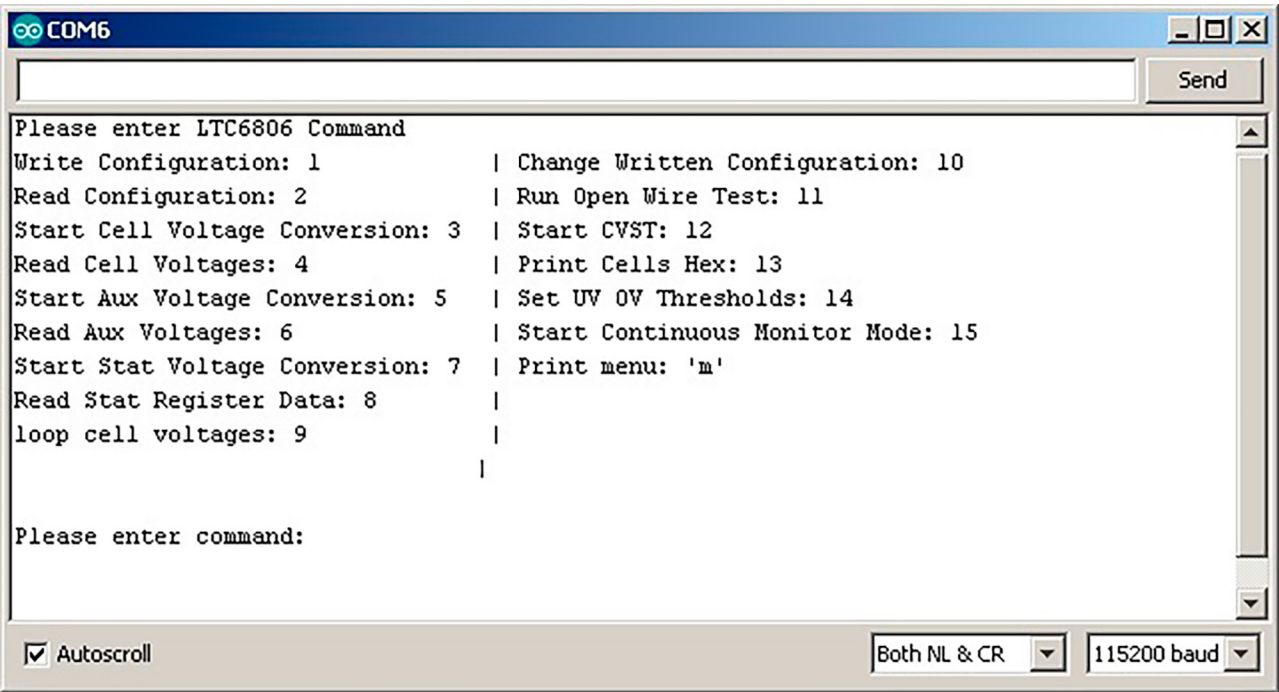 COM6
Send
Please enter LTC6806 Command
Write Configuration: 1 | Change Written Configuration: 10
Read Configuration: 2 | Run Open Wire Test: 11
Start Cell Voltage Conversion: 3 | Start CVST: 12
Read Cell Voltages: 4 | Print Cells Hex: 13
Start Aux Voltage Conversion: 5 | Set UV OV Thresholds: 14
Read Aux Voltages: 6 | Start Continuous Monitor Mode: 15
Start Stat Voltage Conversion: 7 | Print menu: 'm'
Read Stat Register Data: 8 |
loop cell voltages: 9 |
|
Please enter command:
Autoscroll Both NL & CR 115200 baud